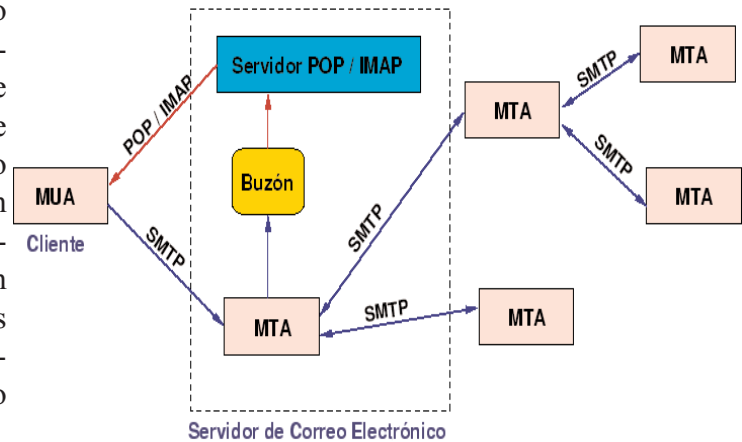 o
-
e
e
o
n
-
n
s
-
o
Servidor POP / IMAP
POP / IMAP
Buzón
MUA
Cliente
SMTP
MTA
SMTP
SMTP
MTA
MTA
SMTP
MTA
SMTP
MTA
Servidor de Correo Electrónico